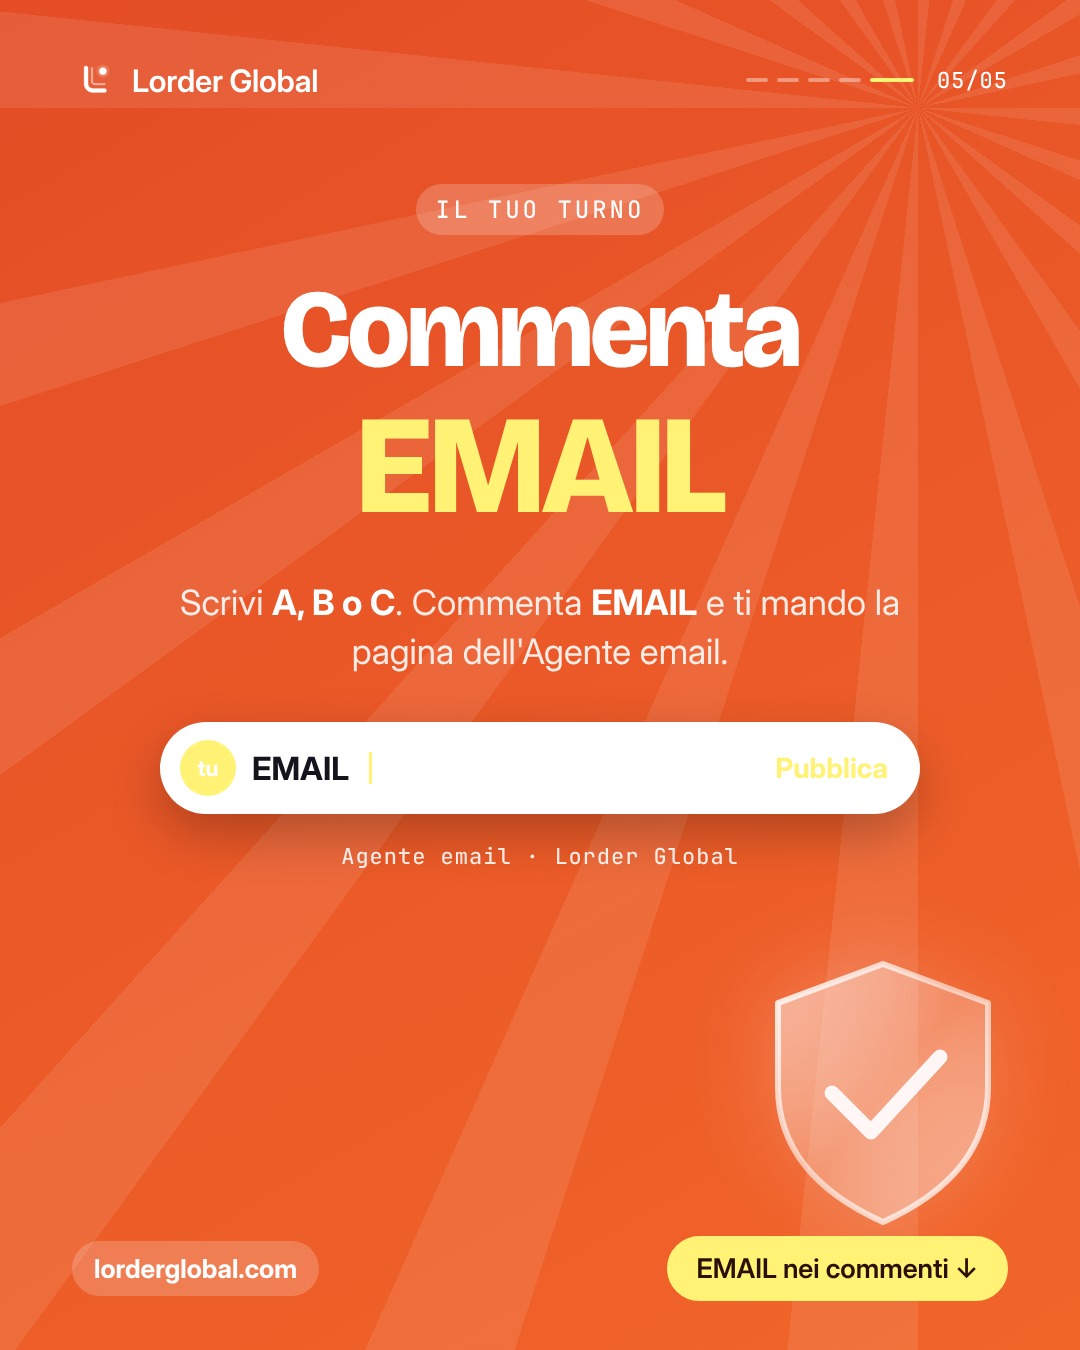 Lorder Global
05/05
IL TUO TURNO
Commenta
EMAIL
Scrivi A, B o C. Commenta EMAIL e ti mando la
pagina dell'Agente email.
tu EMAIL Pubblica
Agente email · Lorder Global
lorderglobal.com
EMAIL nei commenti ↓